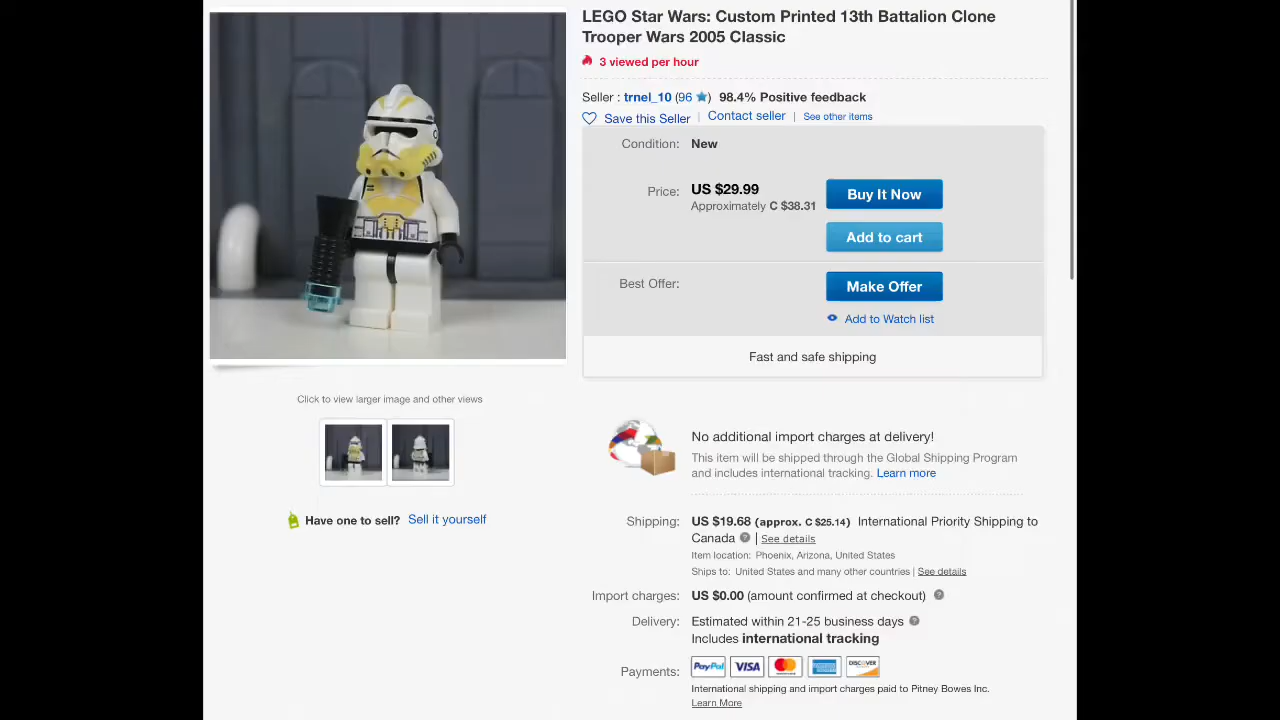 LEGO Star Wars: Custom Printed 13th Battalion Clone
Trooper Wars 2005 Classic
3 viewed per hour
Seller : trnel_10 (96 ) 98.4% Positive feedback
Save this Seller | Contact seller | See other items
Condition: New
Price: US $29.99 Buy It Now
Approximately C $38.31
Add to cart
Best Offer: Make Offer
Add to Watch list
Fast and safe shipping
Click to view larger image and other views
Have one to sell? Sell it yourself
No additional import charges at delivery!
This item will be shipped through the Global Shipping Program
and includes international tracking. Learn more
Shipping: US $19.68 (approx. C $25.14) International Priority Shipping to
Canada ? | See details
Item location: Phoenix, Arizona, United States
Ships to: United States and many other countries | See details
Import charges: US $0.00 (amount confirmed at checkout) ?
Delivery: Estimated within 21-25 business days ?
Includes international tracking
Payments: PayPal VISA DISCOVER
International shipping and import charges paid to Pitney Bowes Inc.
Learn More